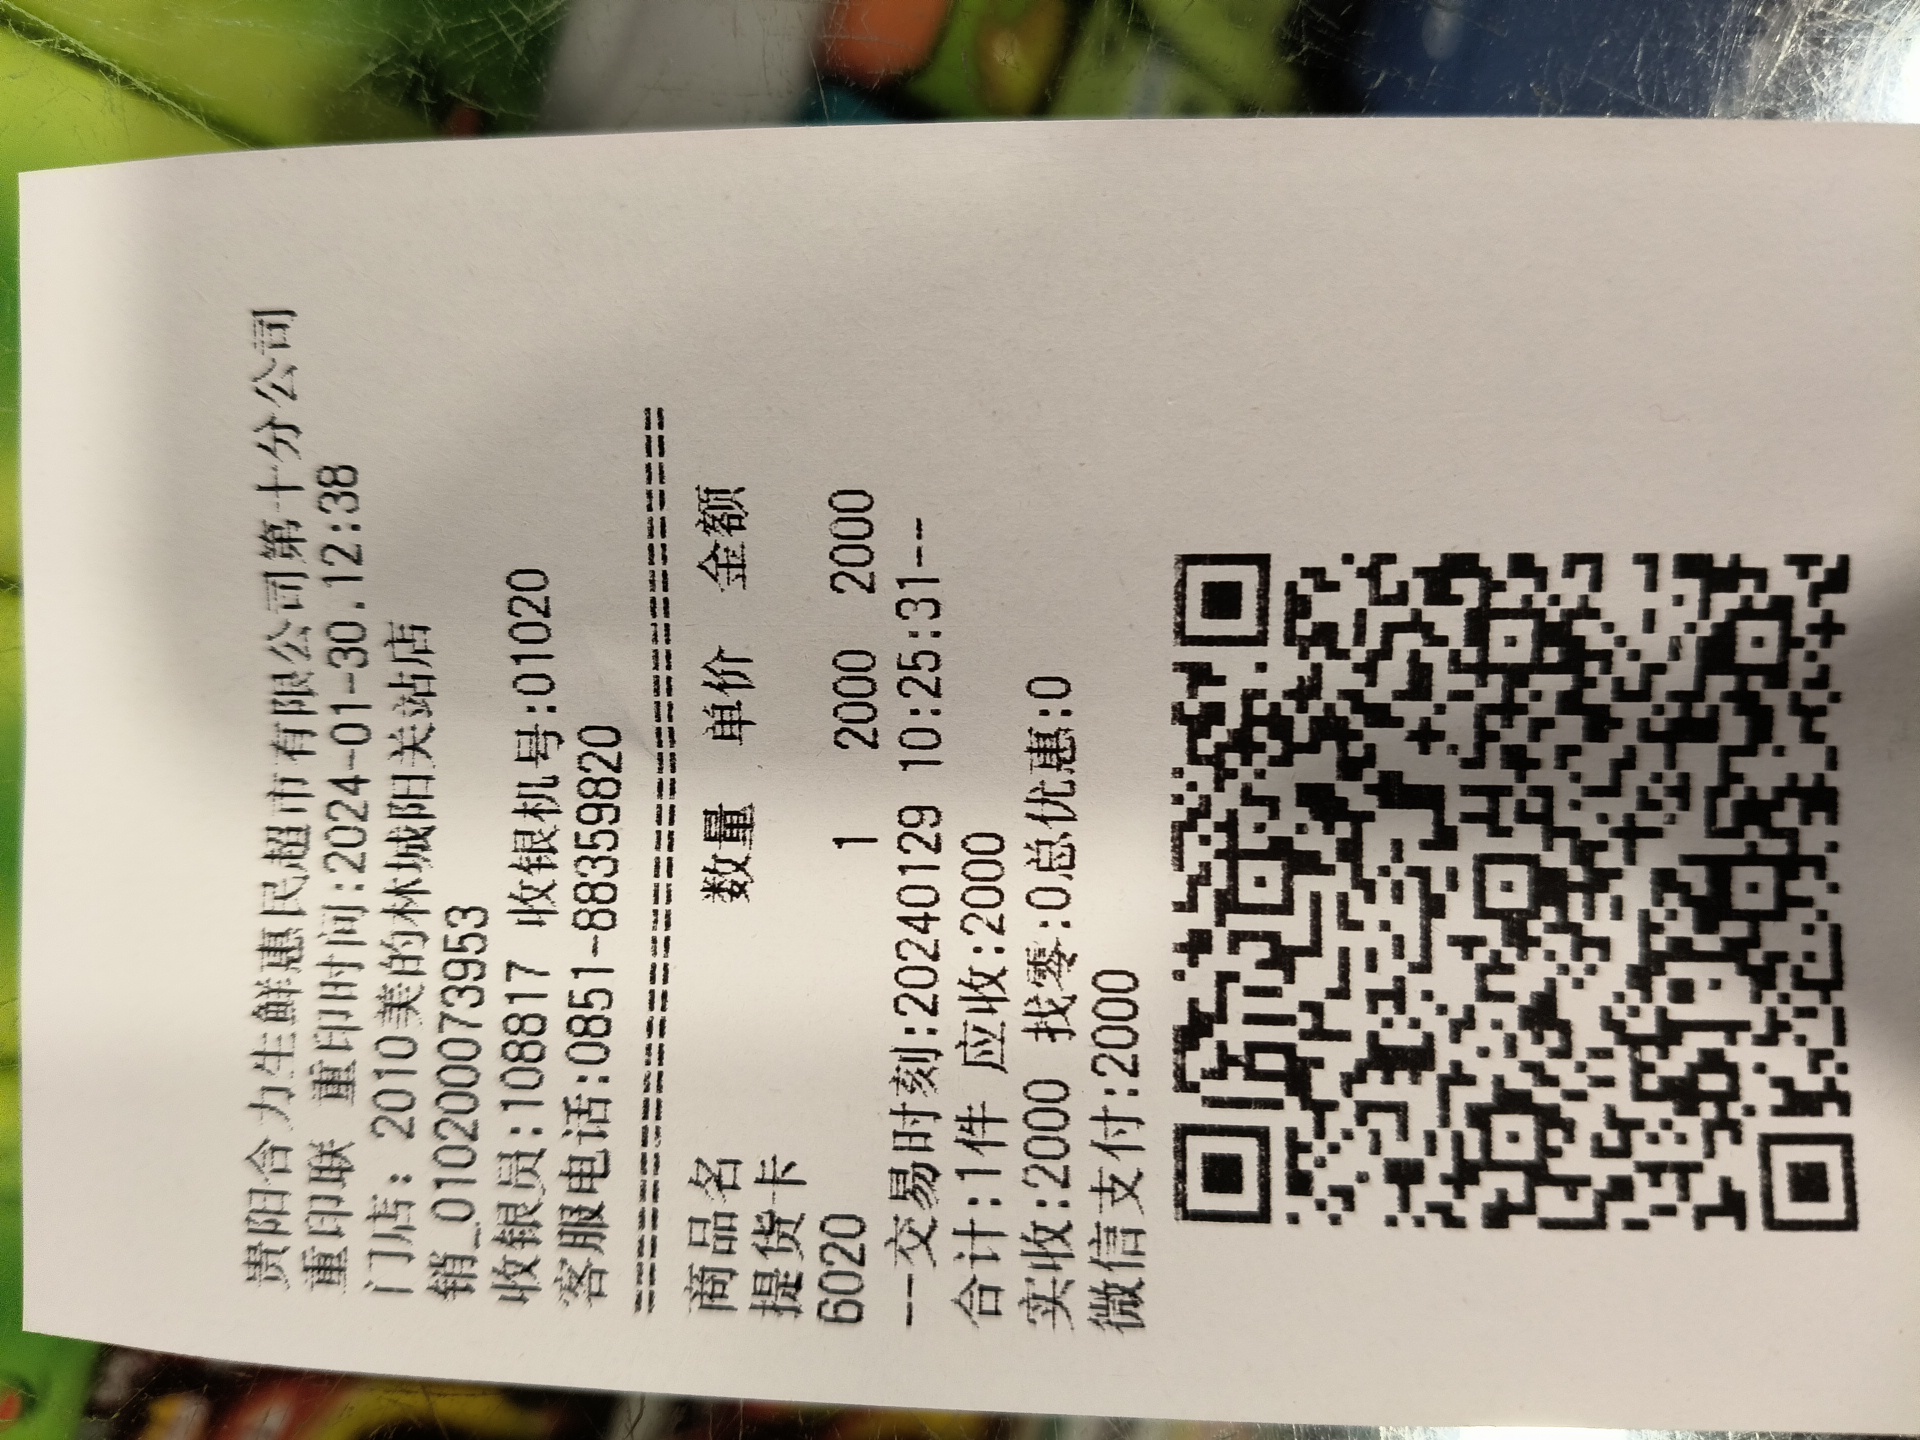 贵阳合力生鲜惠民超市有限公司第十分公司
重印联 重印时间:2024-01-30.12:38
门店: 2010美的林城阳关站店
销_01020007​3953
收银员:108817 收银机号:01020
客服电话:0851-88359820
========================================
商品名 数量 单价 金额
提货卡
6020 1 2000 2000
--交易时刻:20240129 10:25:31---
合计:1件 应收:2000
实收:2000 找零:0总优惠:0
微信支付:2000